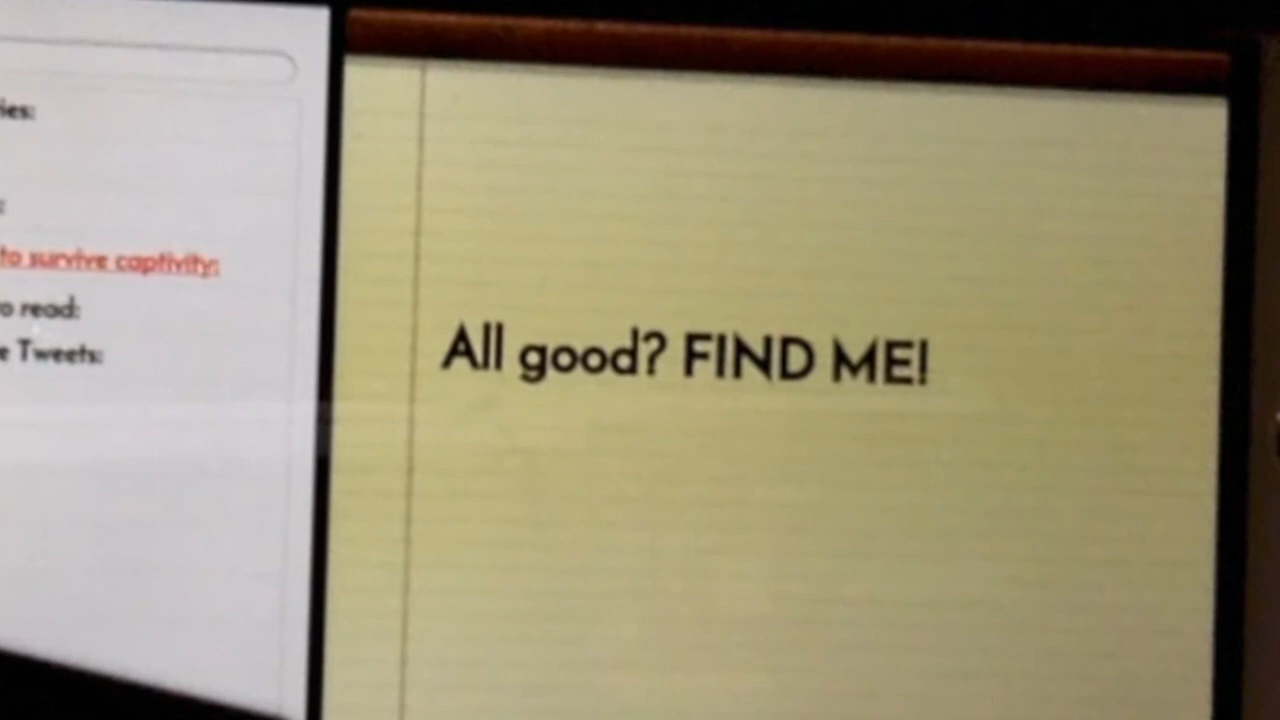 ies:
:
to survive captivity:
o read:
e Tweets:
All good? FIND ME!